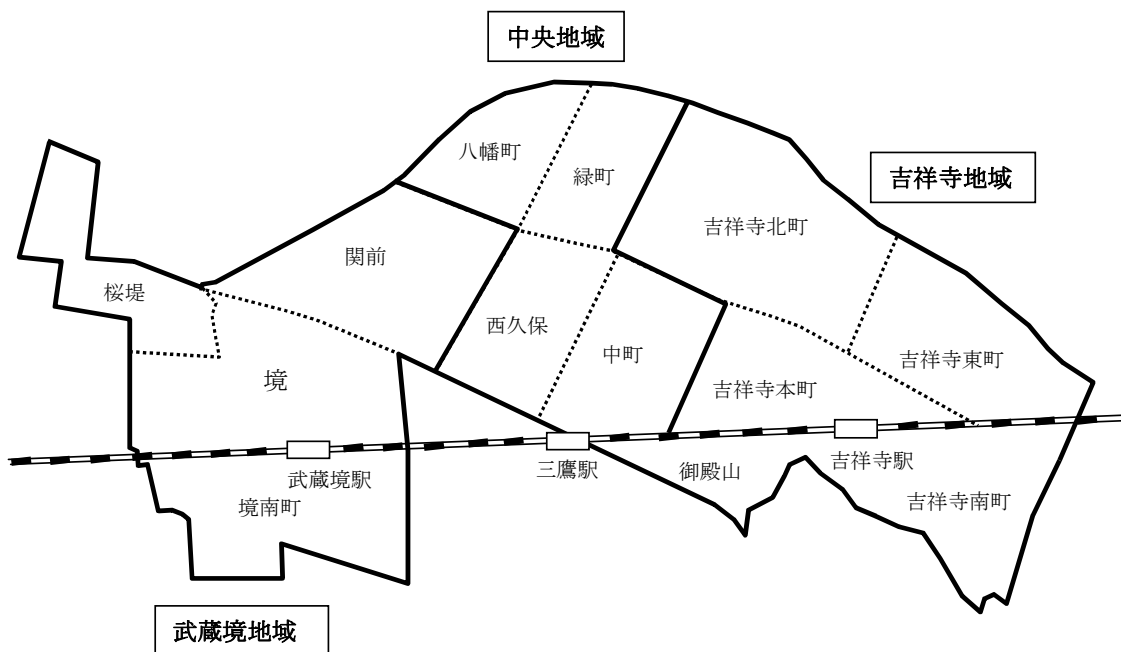 中央地域
八幡町
緑町
吉祥寺地域
吉祥寺北町
関前
桜堤
西久保
中町
吉祥寺東町
境
吉祥寺本町
武蔵境駅
三鷹駅
御殿山
吉祥寺駅
境南町
吉祥寺南町
武蔵境地域